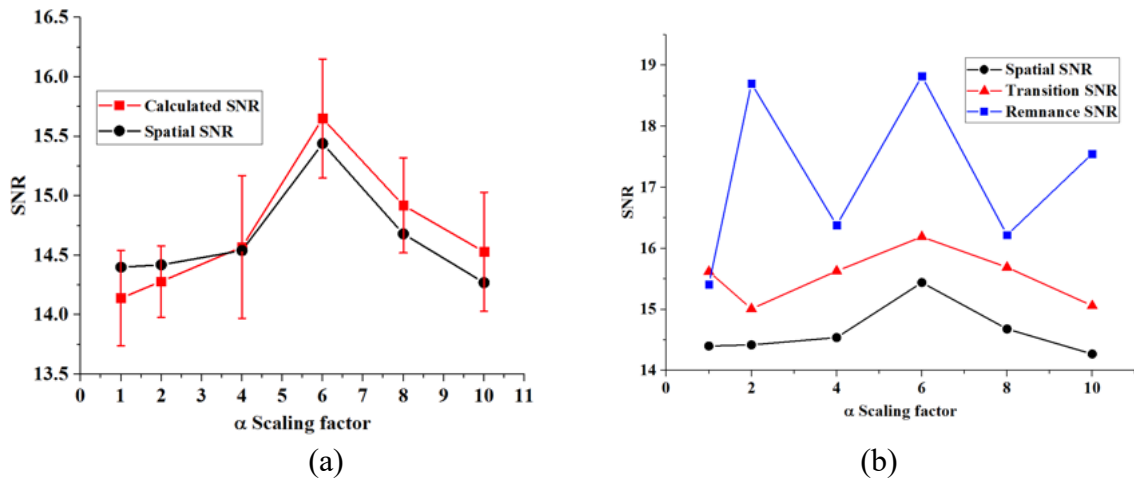 16.5
16.0
15.5
15.0
14.5
14.0
13.5
SNR
Calculated SNR
Spatial SNR
0 1 2 3 4 5 6 7 8 9 10 11
α Scaling factor
(a)
19
18
17
16
15
14
SNR
Spatial SNR
Transition SNR
Remnance SNR
0 2 4 6 8 10
α Scaling factor
(b)